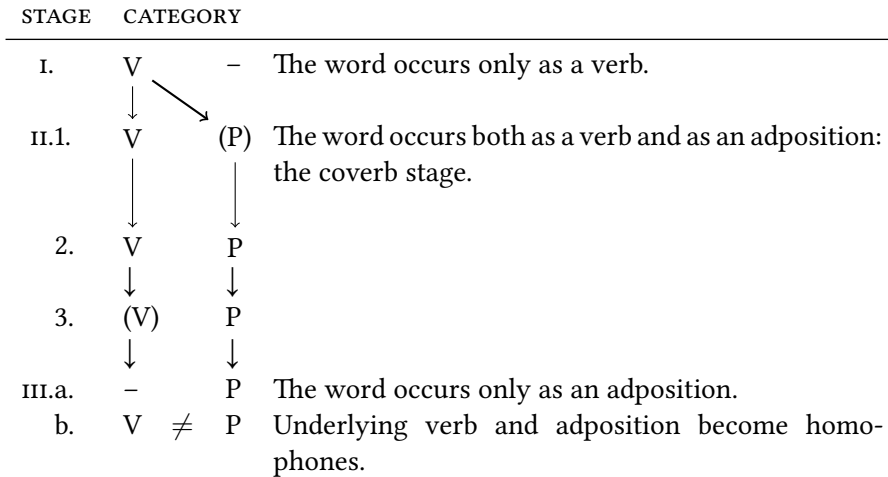 STAGE CATEGORY
I. V – The word occurs only as a verb.
II.1. V (P) The word occurs both as a verb and as an adposition:
the coverb stage.
2. V P
3. (V) P
III.a. – P The word occurs only as an adposition.
b. V ≠ P Underlying verb and adposition become homo-
phones.